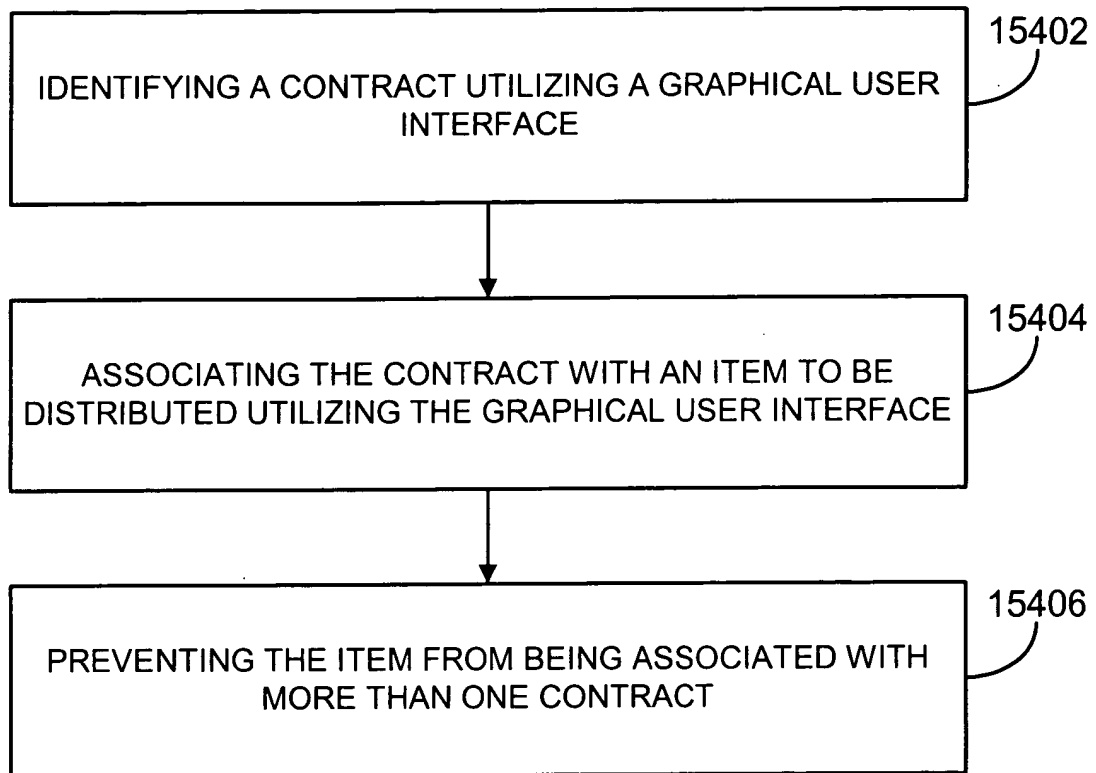 15402
IDENTIFYING A CONTRACT UTILIZING A GRAPHICAL USER
INTERFACE
15404
ASSOCIATING THE CONTRACT WITH AN ITEM TO BE
DISTRIBUTED UTILIZING THE GRAPHICAL USER INTERFACE
15406
PREVENTING THE ITEM FROM BEING ASSOCIATED WITH
MORE THAN ONE CONTRACT